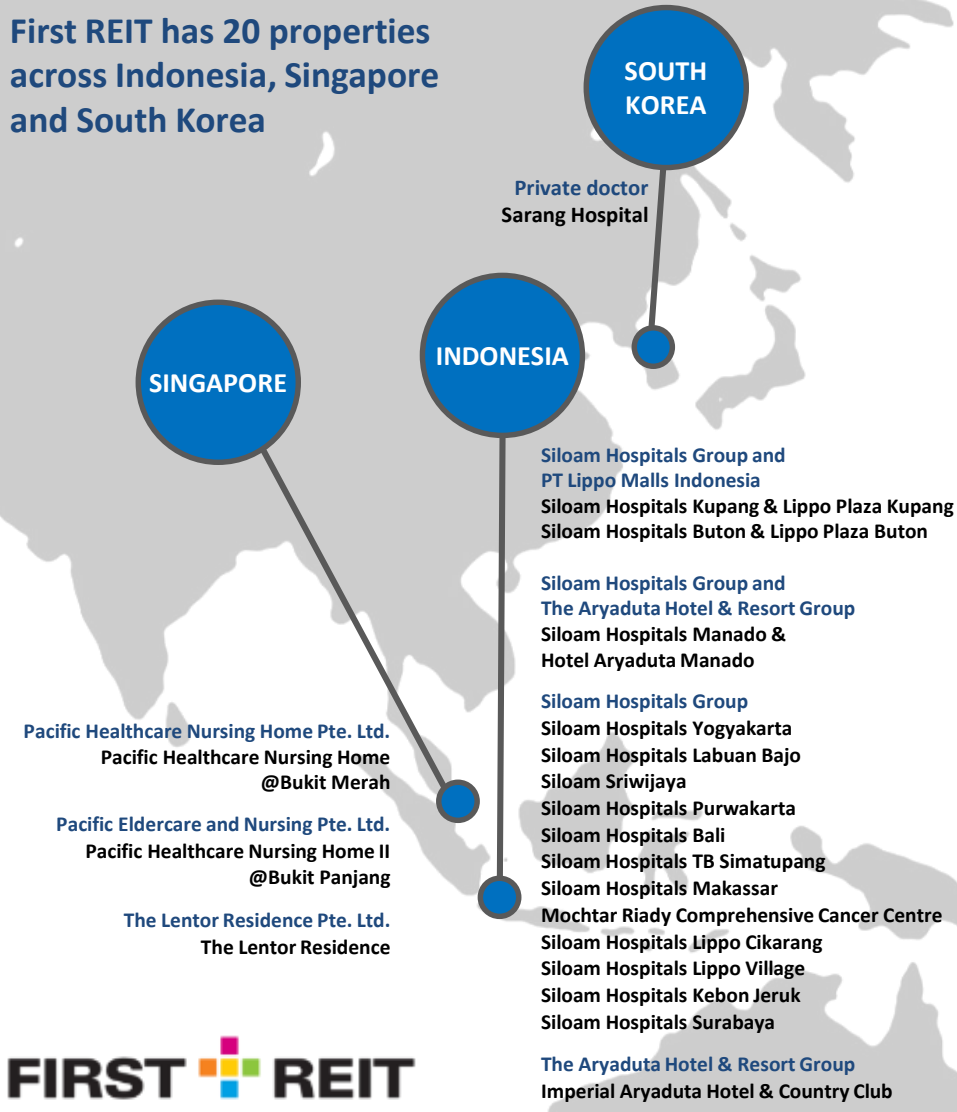 First REIT has 20 properties
across Indonesia, Singapore
and South Korea
SOUTH
KOREA
Private doctor
Sarang Hospital
SINGAPORE
INDONESIA
Siloam Hospitals Group and
PT Lippo Malls Indonesia
Siloam Hospitals Kupang & Lippo Plaza Kupang
Siloam Hospitals Buton & Lippo Plaza Buton
Siloam Hospitals Group and
The Aryaduta Hotel & Resort Group
Siloam Hospitals Manado &
Hotel Aryaduta Manado
Siloam Hospitals Group
Siloam Hospitals Yogyakarta
Siloam Hospitals Labuan Bajo
Siloam Sriwijaya
Siloam Hospitals Purwakarta
Siloam Hospitals Bali
Siloam Hospitals TB Simatupang
Siloam Hospitals Makassar
Mochtar Riady Comprehensive Cancer Centre
Siloam Hospitals Lippo Cikarang
Siloam Hospitals Lippo Village
Siloam Hospitals Kebon Jeruk
Siloam Hospitals Surabaya
The Aryaduta Hotel & Resort Group
Imperial Aryaduta Hotel & Country Club
Pacific Healthcare Nursing Home Pte. Ltd.
Pacific Healthcare Nursing Home
@Bukit Merah
Pacific Eldercare and Nursing Pte. Ltd.
Pacific Healthcare Nursing Home II
@Bukit Panjang
The Lentor Residence Pte. Ltd.
The Lentor Residence
FIRST REIT